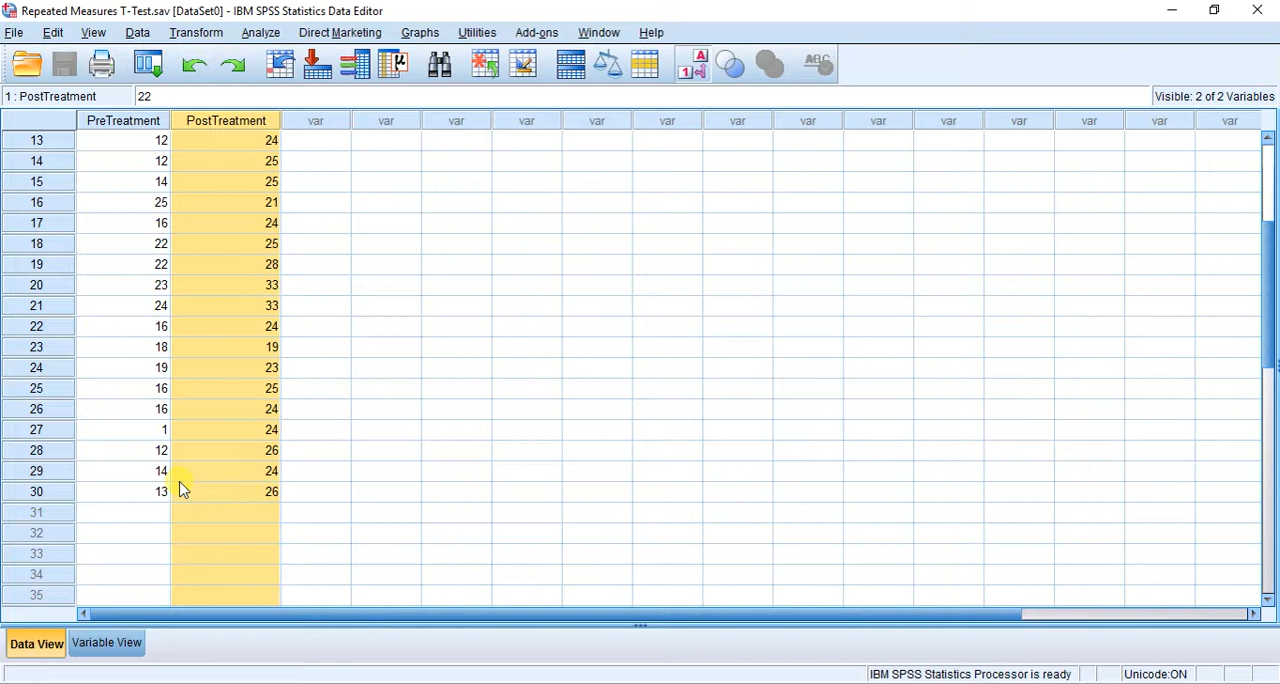 Repeated Measures T-Test.sav [DataSet0] - IBM SPSS Statistics Data Editor
File Edit View Data Transform Analyze Direct Marketing Graphs Utilities Add-ons Window Help
1 : PostTreatment 22 Visible: 2 of 2 Variables
PreTreatment PostTreatment var var var var var var var var var var var var var var
13 12 24
14 12 25
15 14 25
16 25 21
17 16 24
18 22 25
19 22 28
20 23 33
21 24 33
22 16 24
23 18 19
24 19 23
25 16 25
26 16 24
27 1 24
28 12 26
29 14 24
30 13 26
31
32
33
34
35
Data View Variable View
IBM SPSS Statistics Processor is ready Unicode:ON